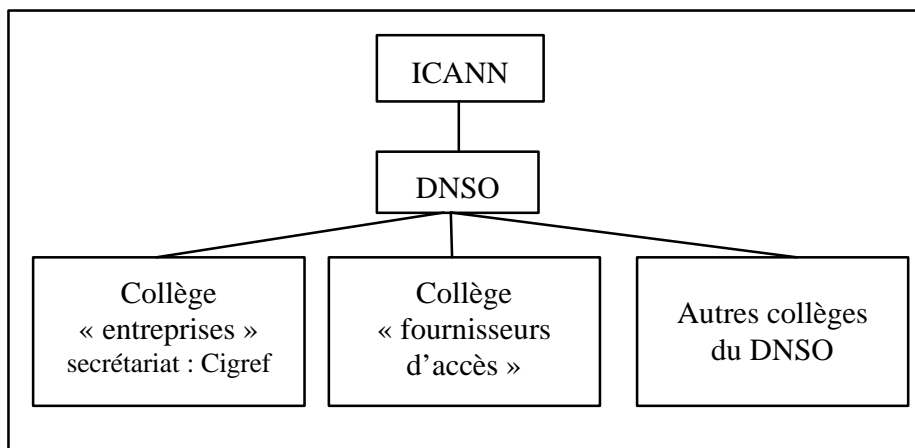 ICANN
DNSO
Collège
« entreprises »
secrétariat : Cigref
Collège
« fournisseurs
d’accès »
Autres collèges
du DNSO